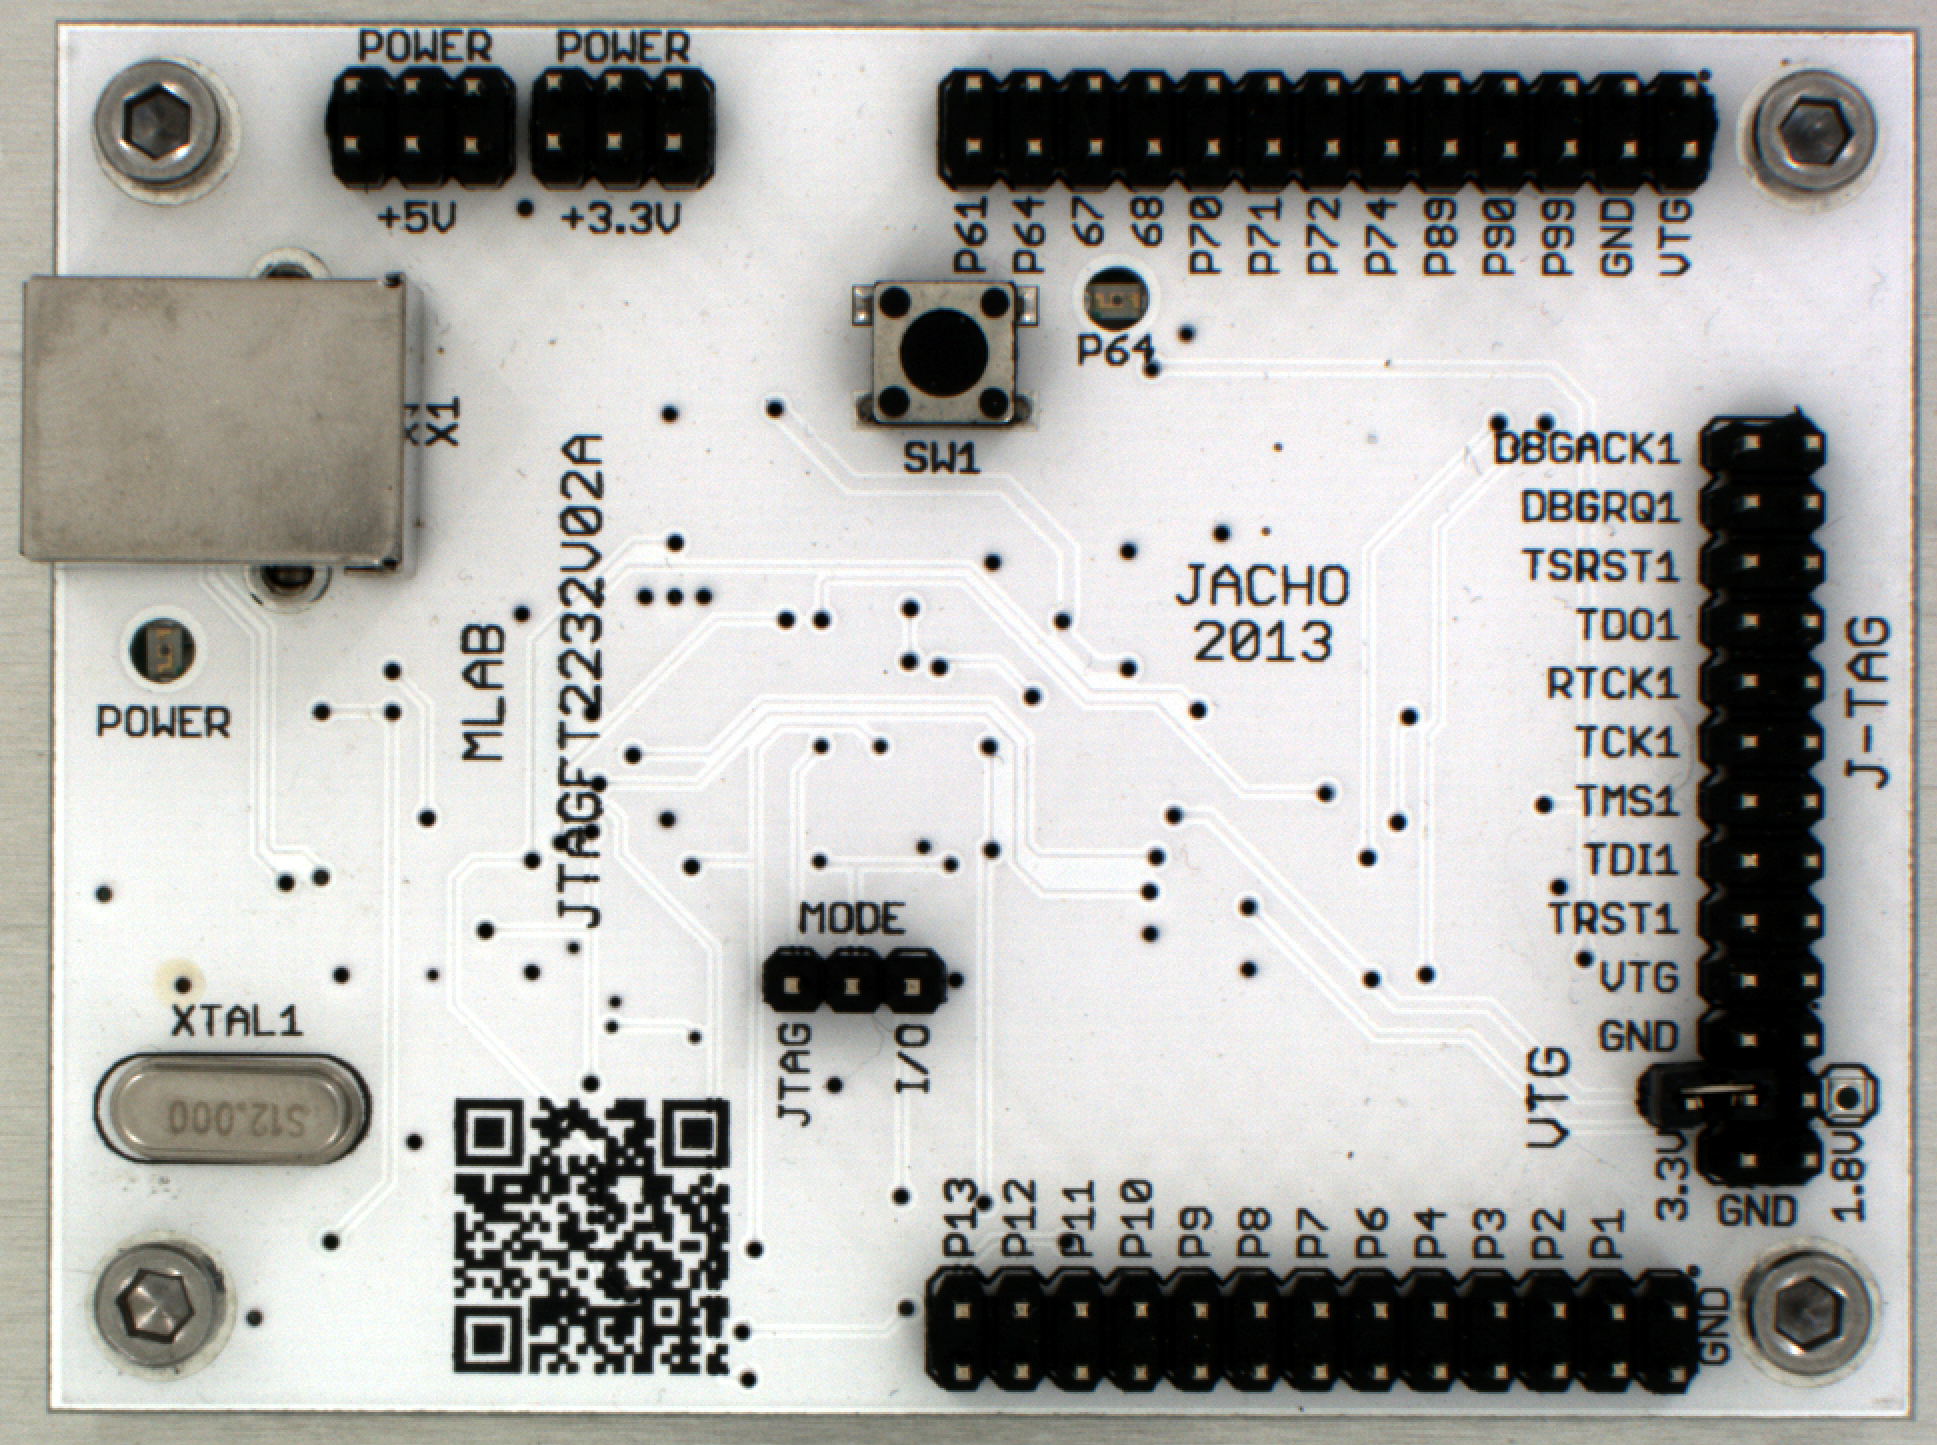 POWER
POWER
+5V
+3.3V
P61
P64
67
68
P70
P71
P72
P74
P89
P90
P99
GND
VTG
P64
X1
SW1
DBGACK1
DBGRQ1
TSRST1
TDO1
RTCK1
TCK1
TMS1
TDI1
TRST1
VTG
GND
J-TAG
JACHO
2013
POWER
MLAB
JTAGFT2232V02A
MODE
JTAG
I/O
XTAL1
S12.000
VTG
3.3V
GND
1.8V
P13
P12
P11
P10
P9
P8
P7
P6
P4
P3
P2
P1
GND